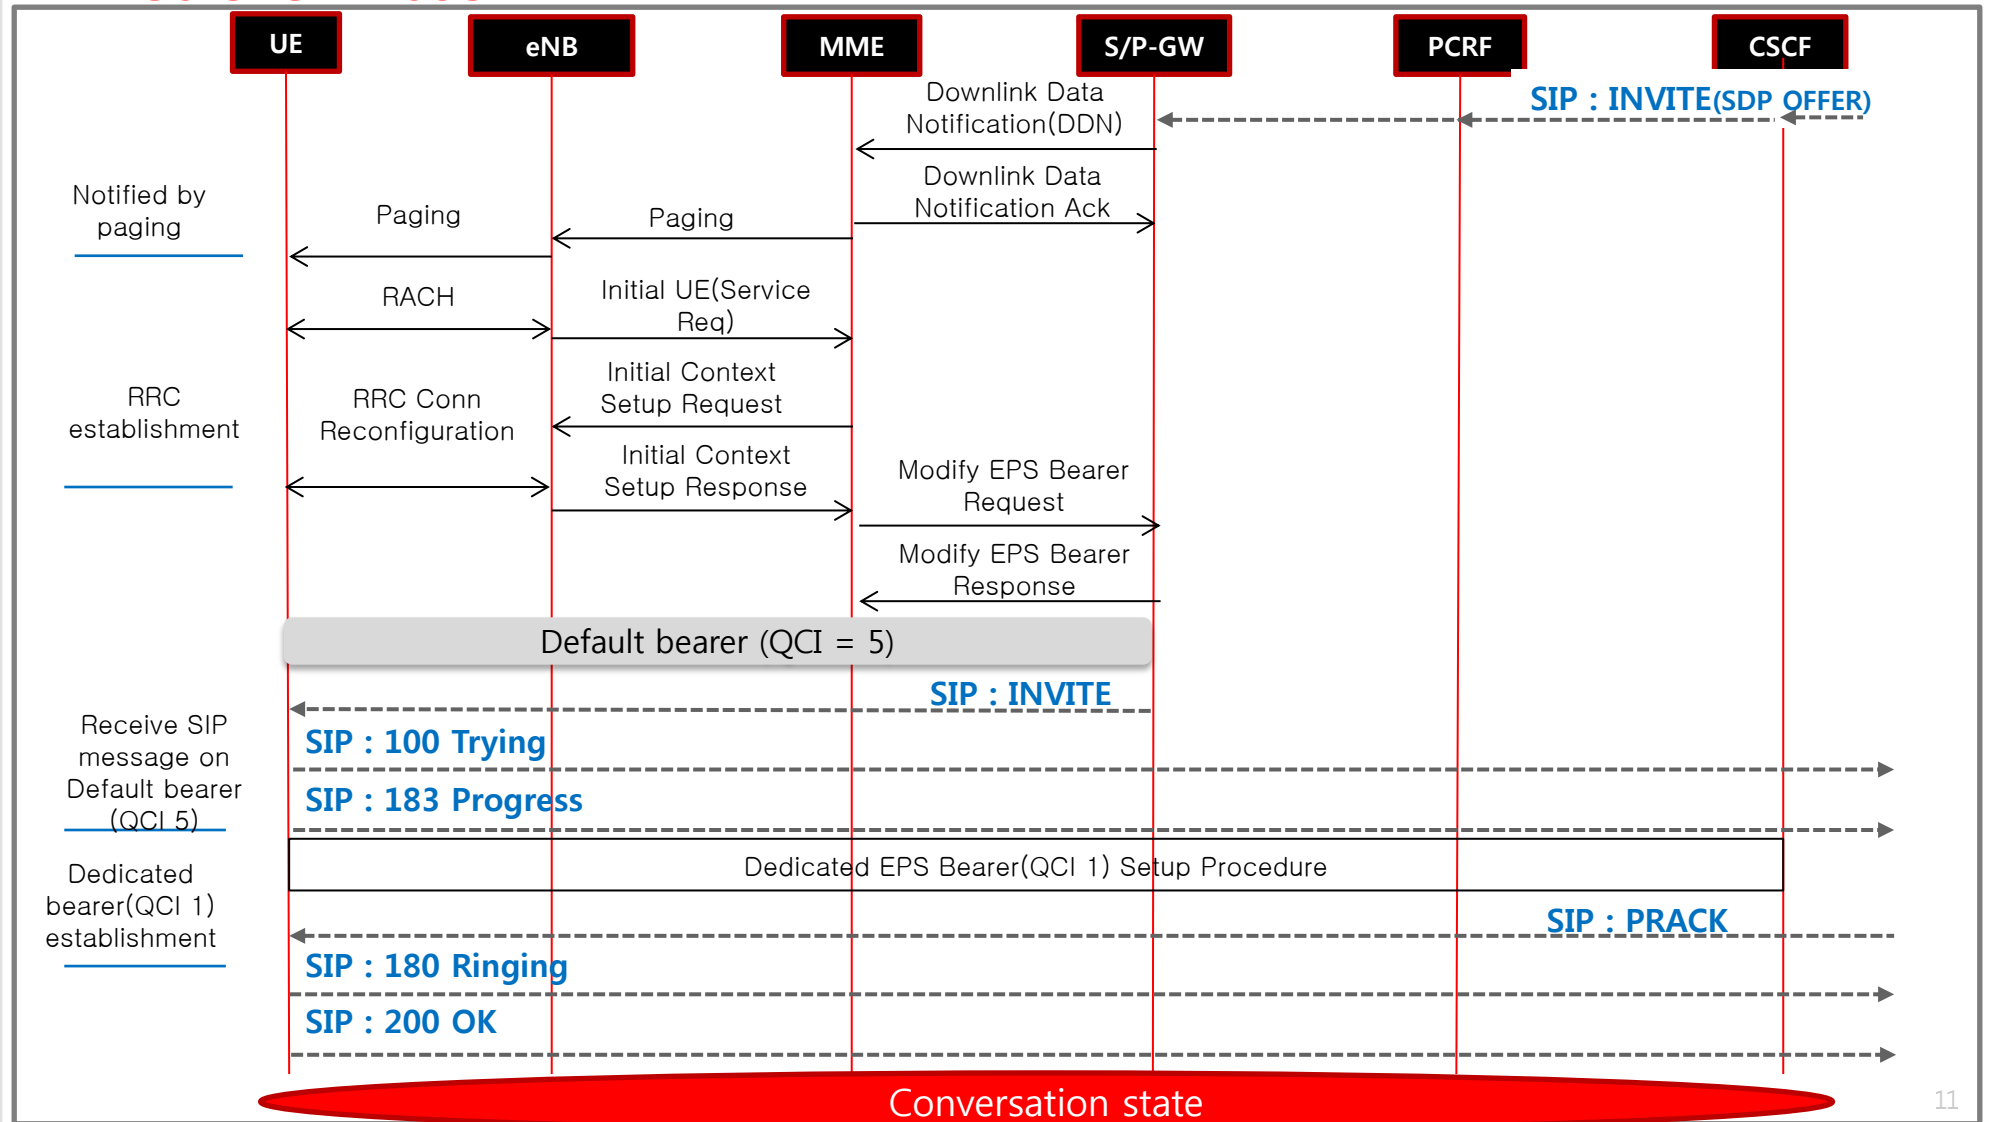 UE
eNB
MME
S/P-GW
PCRF
CSCF
SIP : INVITE(SDP OFFER)
Downlink Data
Notification(DDN)
Downlink Data
Notification Ack
Notified by
paging
Paging
Paging
RACH
Initial UE(Service
Req)
Initial Context
Setup Request
RRC
establishment
RRC Conn
Reconfiguration
Initial Context
Setup Response
Modify EPS Bearer
Request
Modify EPS Bearer
Response
Default bearer (QCI = 5)
SIP : INVITE
Receive SIP
message on
Default bearer
(QCI 5)
SIP : 100 Trying
SIP : 183 Progress
Dedicated EPS Bearer(QCI 1) Setup Procedure
Dedicated
bearer(QCI 1)
establishment
SIP : PRACK
SIP : 180 Ringing
SIP : 200 OK
Conversation state
11